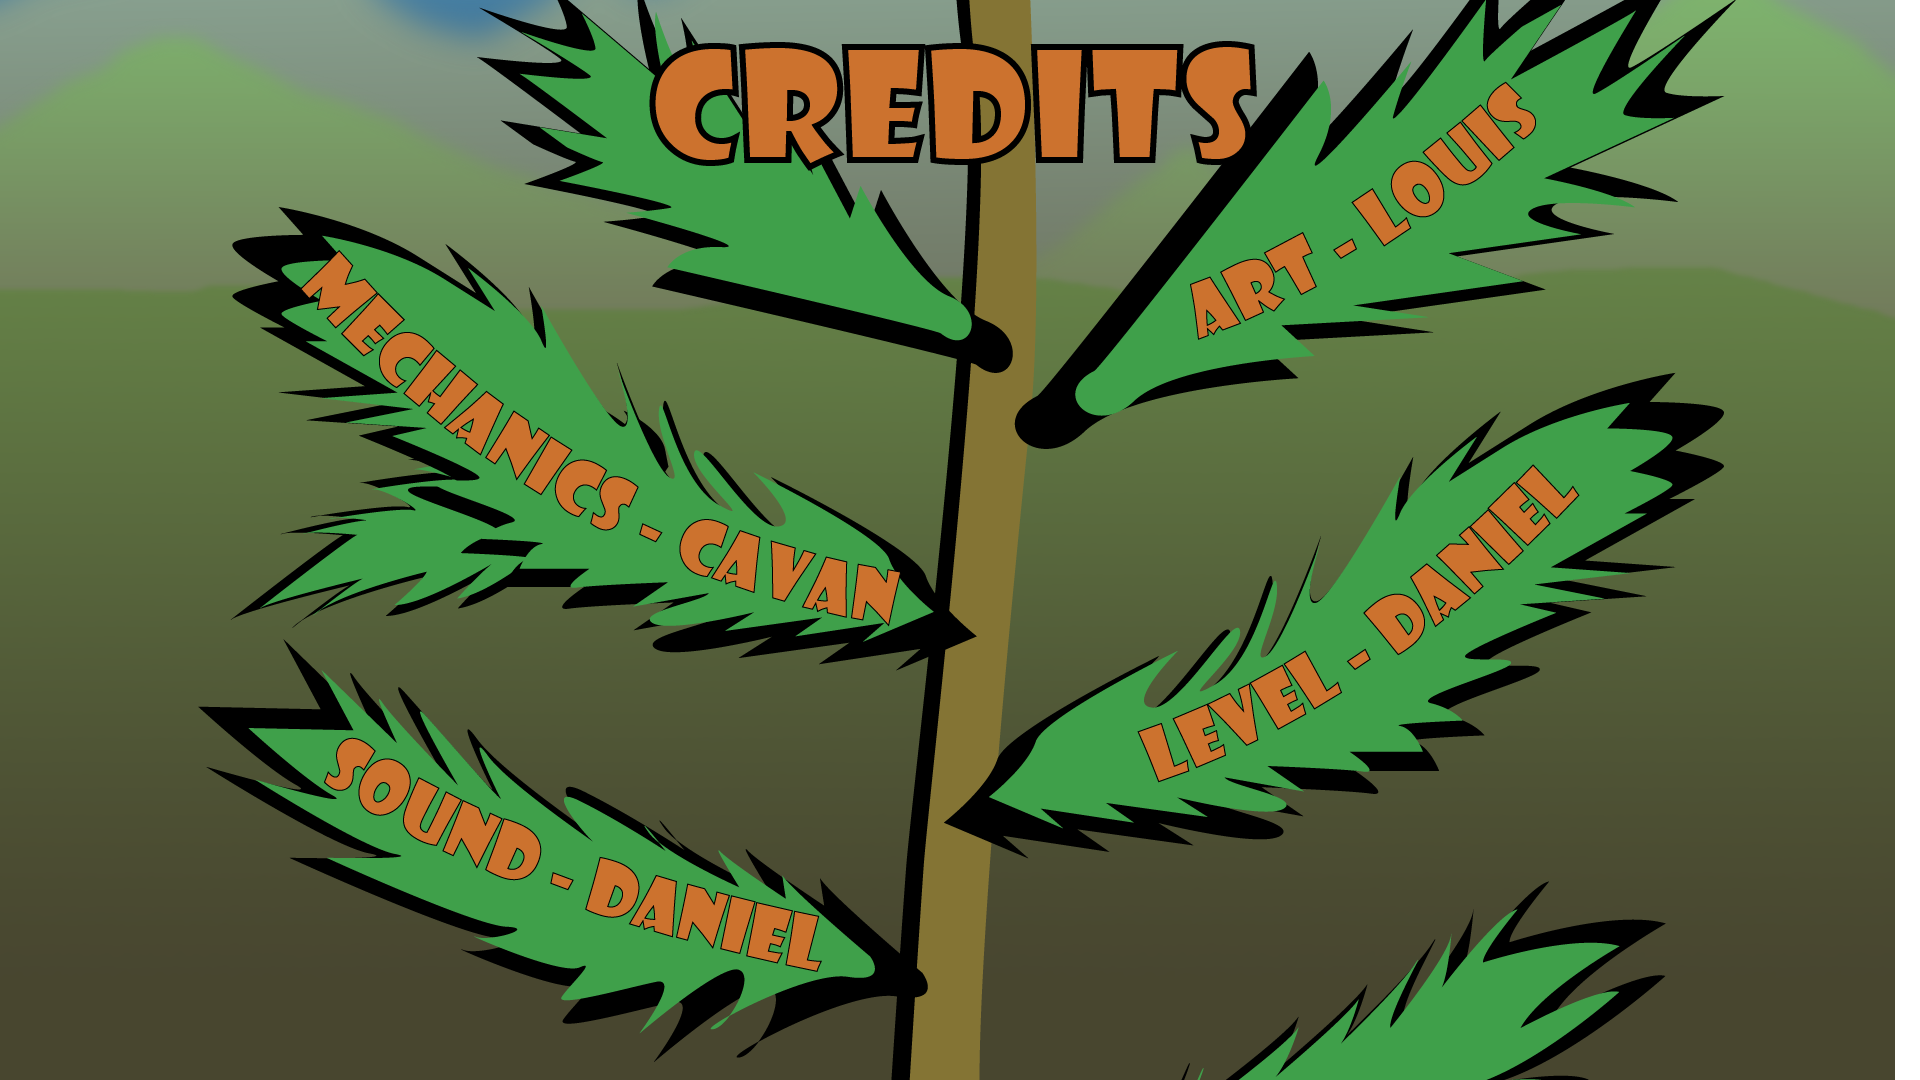 CREDITS
ART - LOUIS
MECHANICS - CAVAN
LEVEL - DANIEL
SOUND - DANIEL